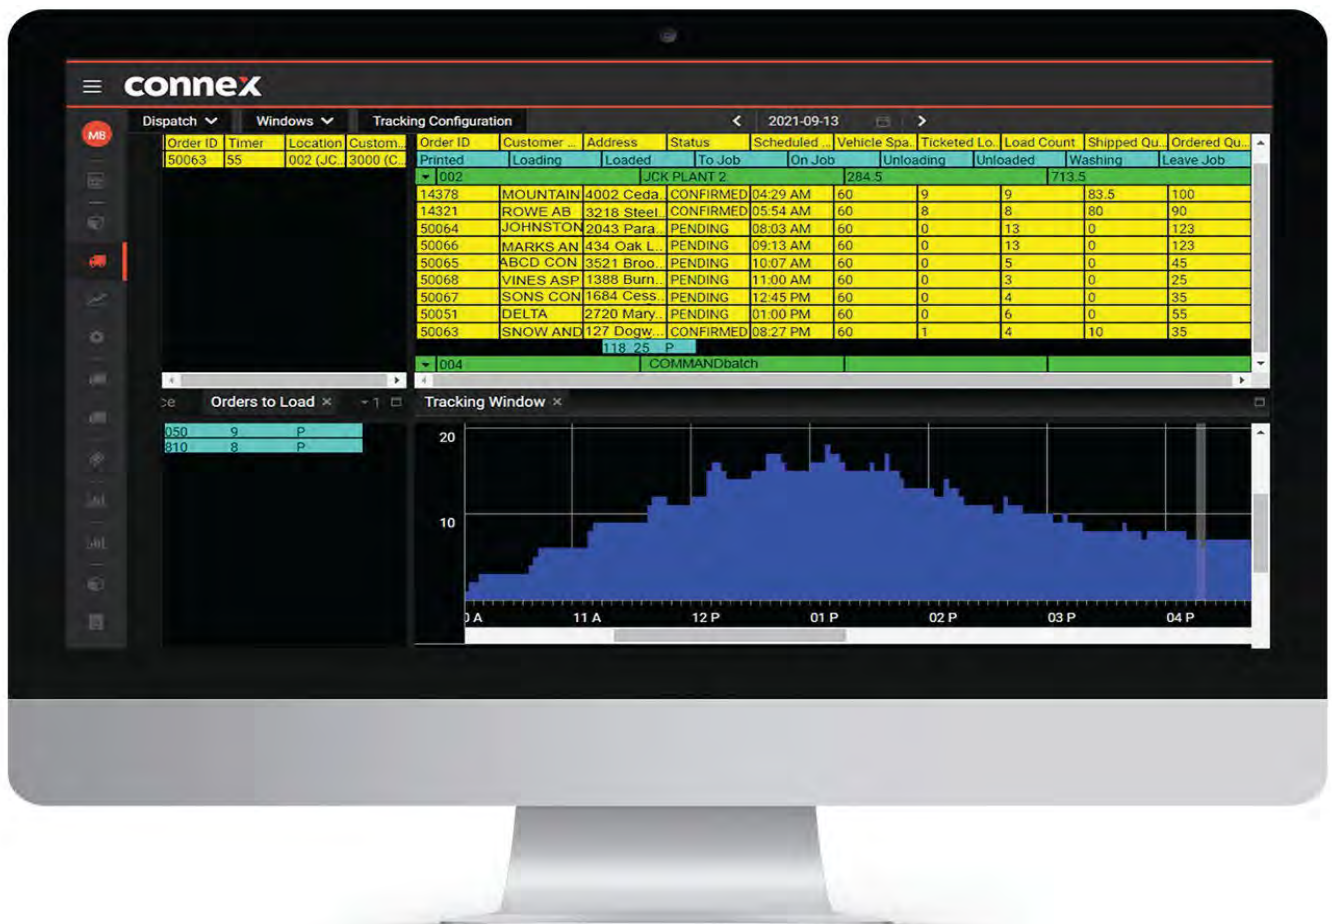 connex
MB
Dispatch Windows Tracking Configuration 2021-09-13
Order ID Timer Location Custom...
50063 55 002 (JC... 3000 (C...
Order ID Customer ... Address Status Scheduled ... Vehicle Spa... Ticketed Lo... Load Count Shipped Qu... Ordered Qu...
Printed Loading Loaded To Job On Job Unloading Unloaded Washing Leave Job
002 JCK PLANT 2 284.5 713.5
14378 MOUNTAIN 4002 Ceda... CONFIRMED 04:29 AM 60 9 9 83.5 100
14321 ROWE AB 3218 Steel... CONFIRMED 05:54 AM 60 8 8 80 90
50064 JOHNSTON 2043 Para... PENDING 08:03 AM 60 0 13 0 123
50066 MARKS AN 434 Oak L... PENDING 09:13 AM 60 0 13 0 123
50065 ABCD CON 3521 Broo... PENDING 10:07 AM 60 0 5 0 45
50068 VINES ASP 1388 Burn... PENDING 11:00 AM 60 0 3 0 25
50067 SONS CON 1684 Cess... PENDING 12:45 PM 60 0 4 0 35
50051 DELTA 2720 Mary... PENDING 01:00 PM 60 0 6 0 55
50063 SNOW AND 127 Dogw... CONFIRMED 08:27 PM 60 1 4 10 35
118 25 P
004 COMMANDbatch
ce Orders to Load × 1
050 9 P
810 8 P
Tracking Window ×
20
10
0 A 11 A 12 P 01 P 02 P 03 P 04 P